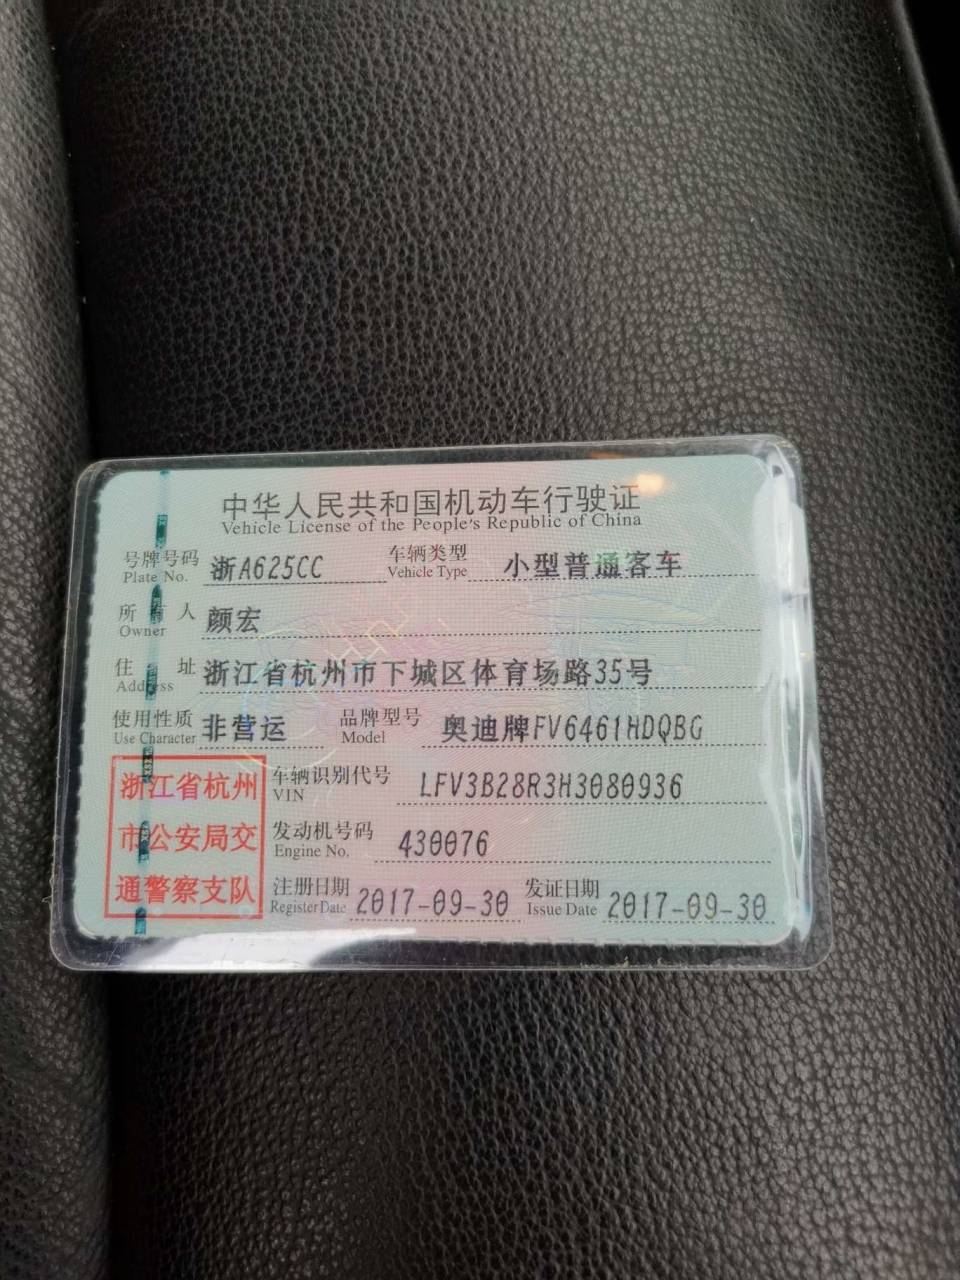 中华人民共和国机动车行驶证
Vehicle License of the People's Republic of China
号牌号码 浙A625CC 车辆类型 小型普通客车
Plate No. Vehicle Type
所有人 颜宏
Owner
住址 浙江省杭州市下城区体育场路35号
Address
使用性质 非营运 品牌型号 奥迪牌FV6461HDQBG
Use Character Model
浙江省杭州 车辆识别代号 LFV3B28R3H3080936
VIN
市公安局交 发动机号码 430076
Engine No.
通警察支队 注册日期 2017-09-30 发证日期 2017-09-30
Register Date Issue Date